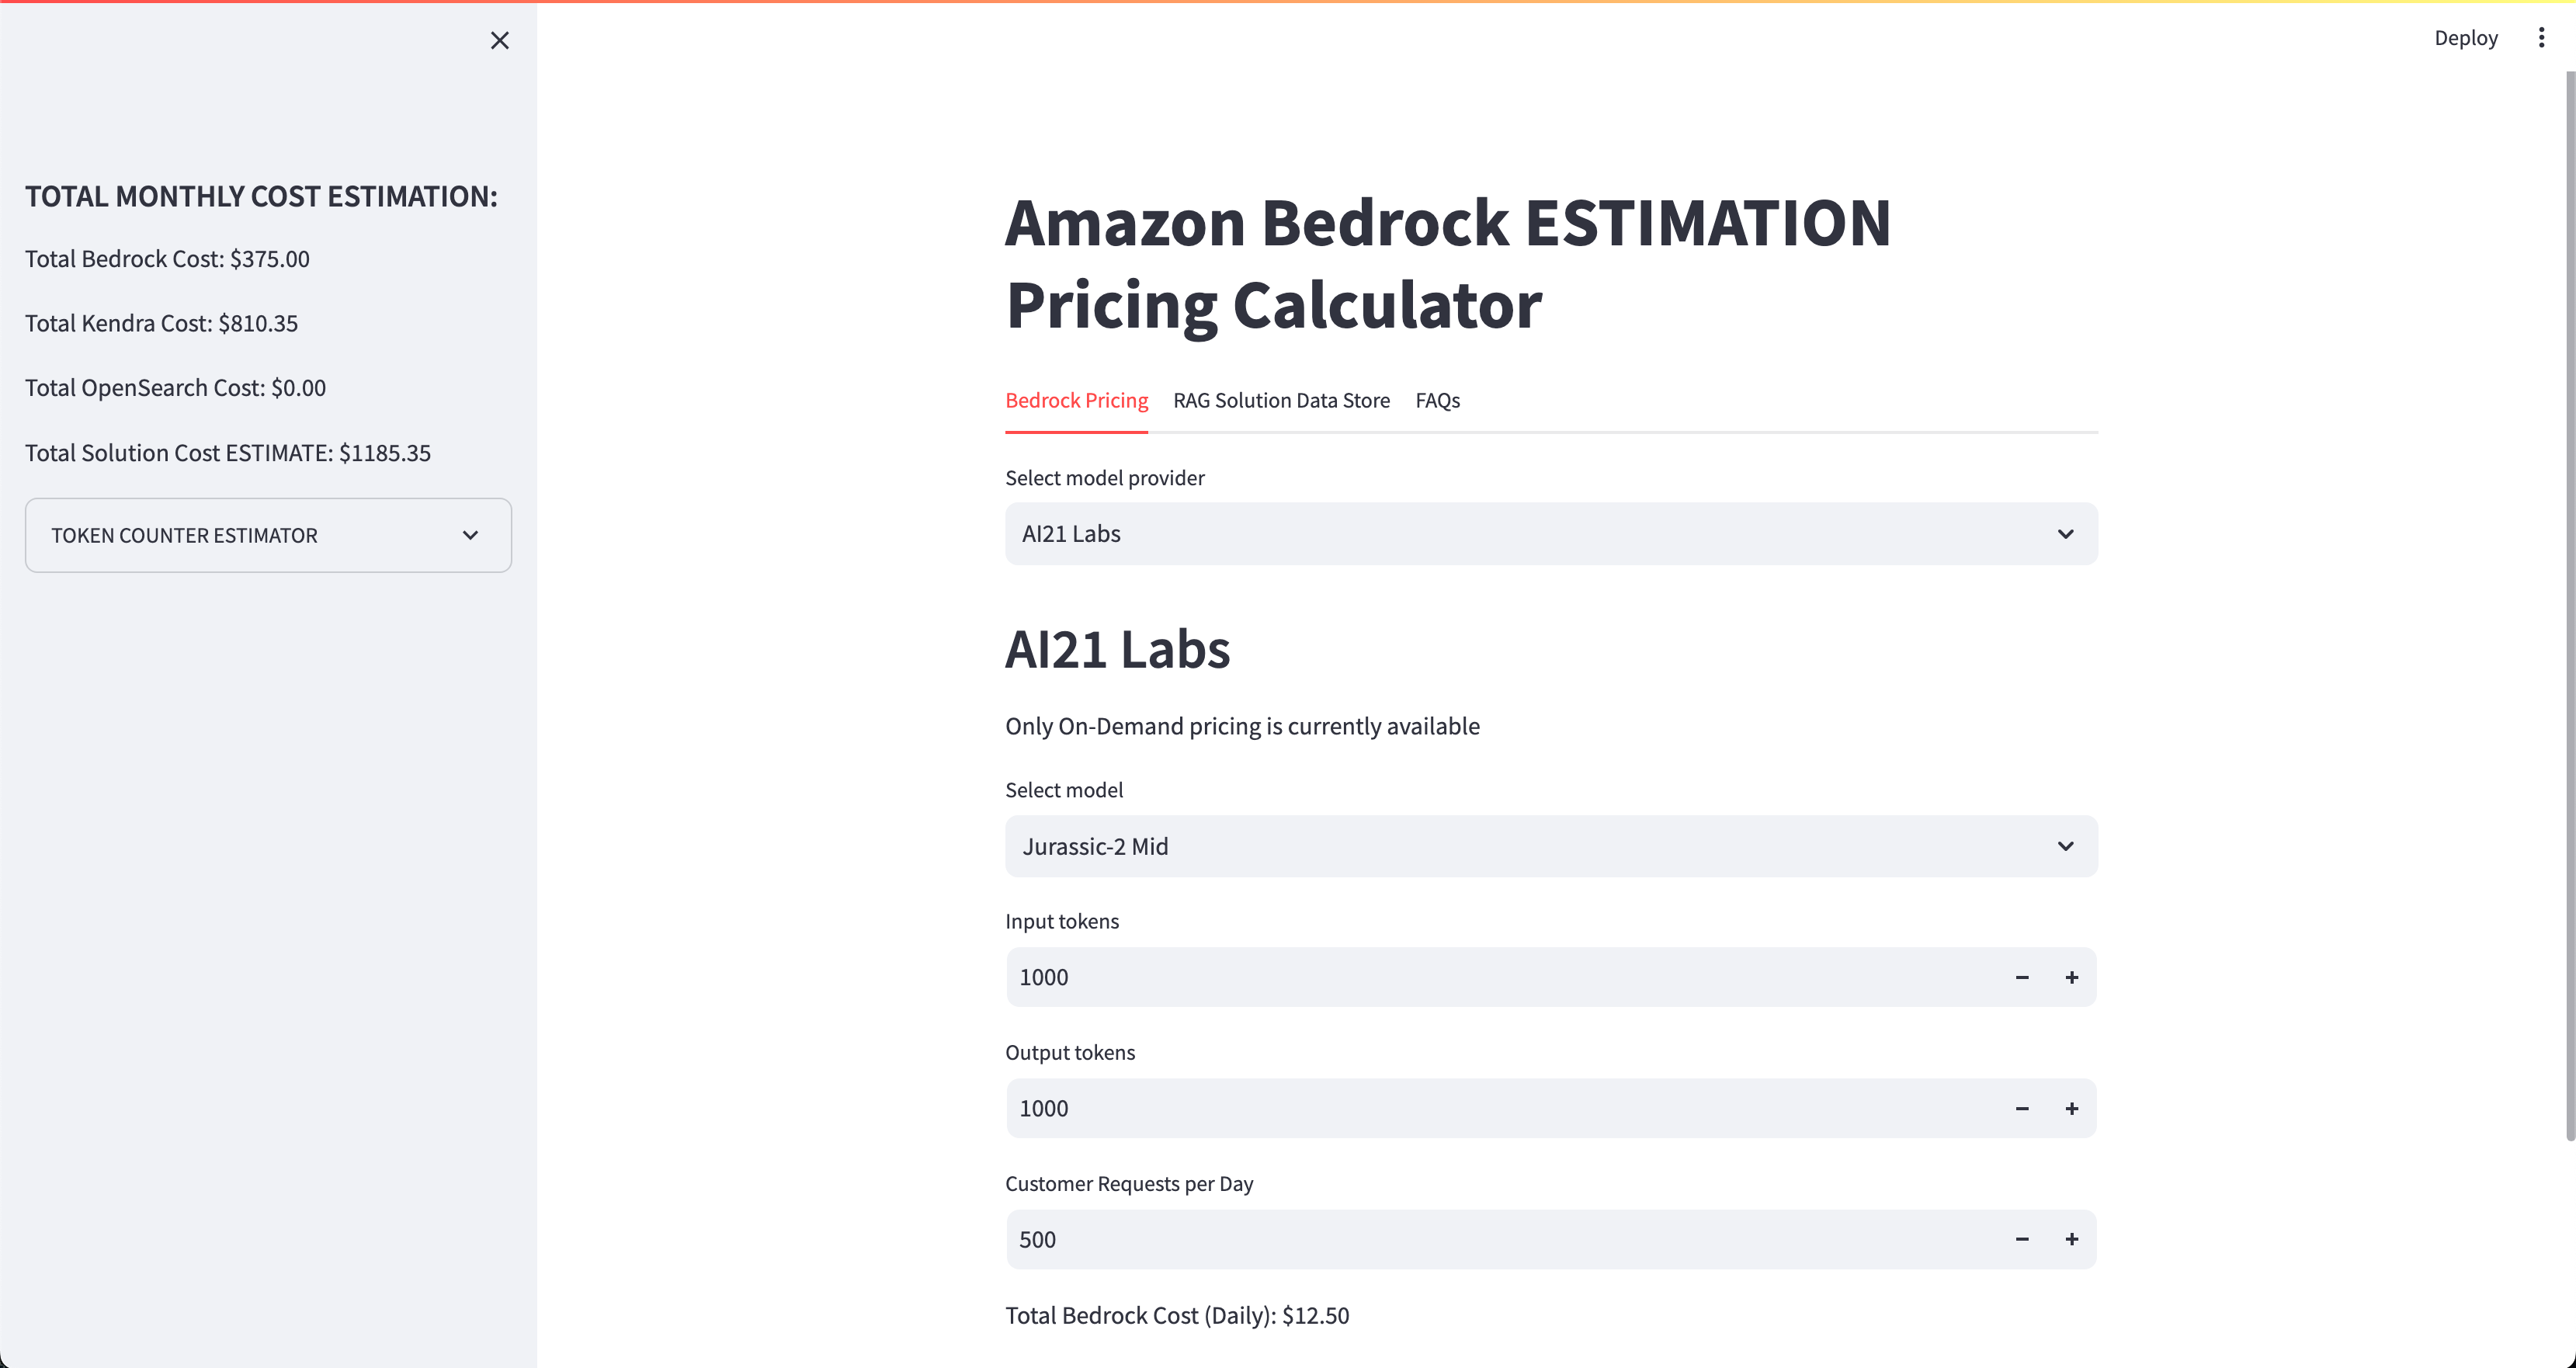 Deploy
TOTAL MONTHLY COST ESTIMATION:
Total Bedrock Cost: $375.00
Total Kendra Cost: $810.35
Total OpenSearch Cost: $0.00
Total Solution Cost ESTIMATE: $1185.35
TOKEN COUNTER ESTIMATOR
Amazon Bedrock ESTIMATION
Pricing Calculator
Bedrock Pricing RAG Solution Data Store FAQs
Select model provider
AI21 Labs
AI21 Labs
Only On-Demand pricing is currently available
Select model
Jurassic-2 Mid
Input tokens
1000
Output tokens
1000
Customer Requests per Day
500
Total Bedrock Cost (Daily): $12.50